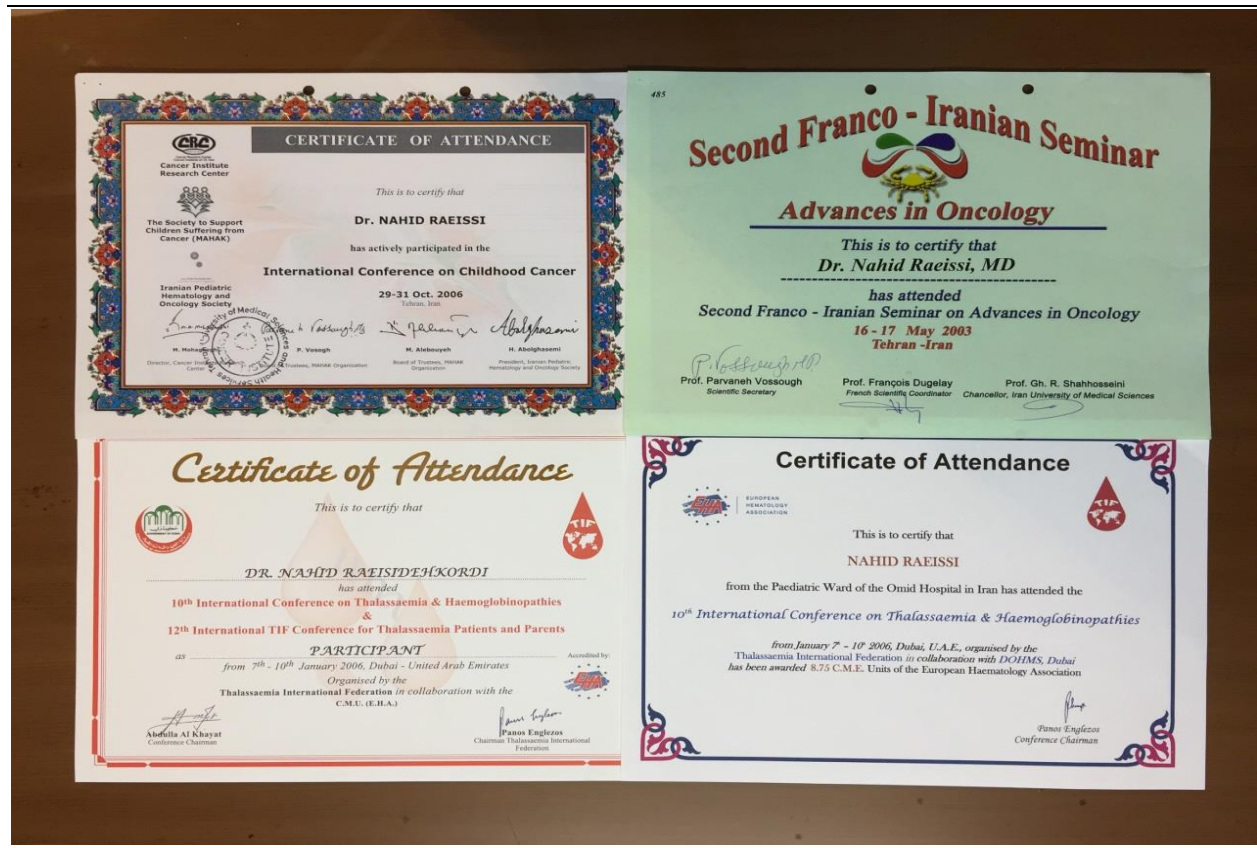 CERTIFICATE OF ATTENDANCE
CRC
Cancer Institute
Research Center
The Society to Support
Children Suffering from
Cancer (MAHAK)
Iranian Pediatric
Hematology and
Oncology Society
This is to certify that
Dr. NAHID RAEISSI
has actively participated in the
International Conference on Childhood Cancer
29-31 Oct. 2006
Tehran, Iran
P. Vosogh
M. Alebouyeh
H. Abolghasemi
Director, Cancer
Center
Trustees, MAHAK Organization
Board of Trustees, MAHAK
Organization
President, Iranian Pediatric
Hematology and Oncology Society
485
Second Franco - Iranian Seminar
Advances in Oncology
This is to certify that
Dr. Nahid Raeissi, MD
has attended
Second Franco - Iranian Seminar on Advances in Oncology
16 - 17 May 2003
Tehran -Iran
Prof. Parvaneh Vossough
Scientific Secretary
Prof. François Dugelay
French Scientific Coordinator
Prof. Gh. R. Shahhosseini
Chancellor, Iran University of Medical Sciences
Certificate of Attendance
This is to certify that
TIF
DR. NAHID RAEISIDEHKORDI
has attended
10th International Conference on Thalassaemia & Haemoglobinopathies
&
12th International TIF Conference for Thalassaemia Patients and Parents
as PARTICIPANT
from 7th - 10th January 2006, Dubai - United Arab Emirates
Accredited by:
Organised by the
Thalassaemia International Federation in collaboration with the
C.M.U. (E.H.A.)
EHA
Abdulla Al Khayat
Conference Chairman
Panos Englezos
Chairman Thalassaemia International
Federation
Certificate of Attendance
EHA
EUROPEAN
HEMATOLOGY
ASSOCIATION
TIF
This is to certify that
NAHID RAEISSI
from the Paediatric Ward of the Omid Hospital in Iran has attended the
10th International Conference on Thalassaemia & Haemoglobinopathies
from January 7th - 10th 2006, Dubai, U.A.E., organised by the
Thalassaemia International Federation in collaboration with DOHMS, Dubai
has been awarded 8.75 C.M.E. Units of the European Haematology Association
Panos Englezos
Conference Chairman